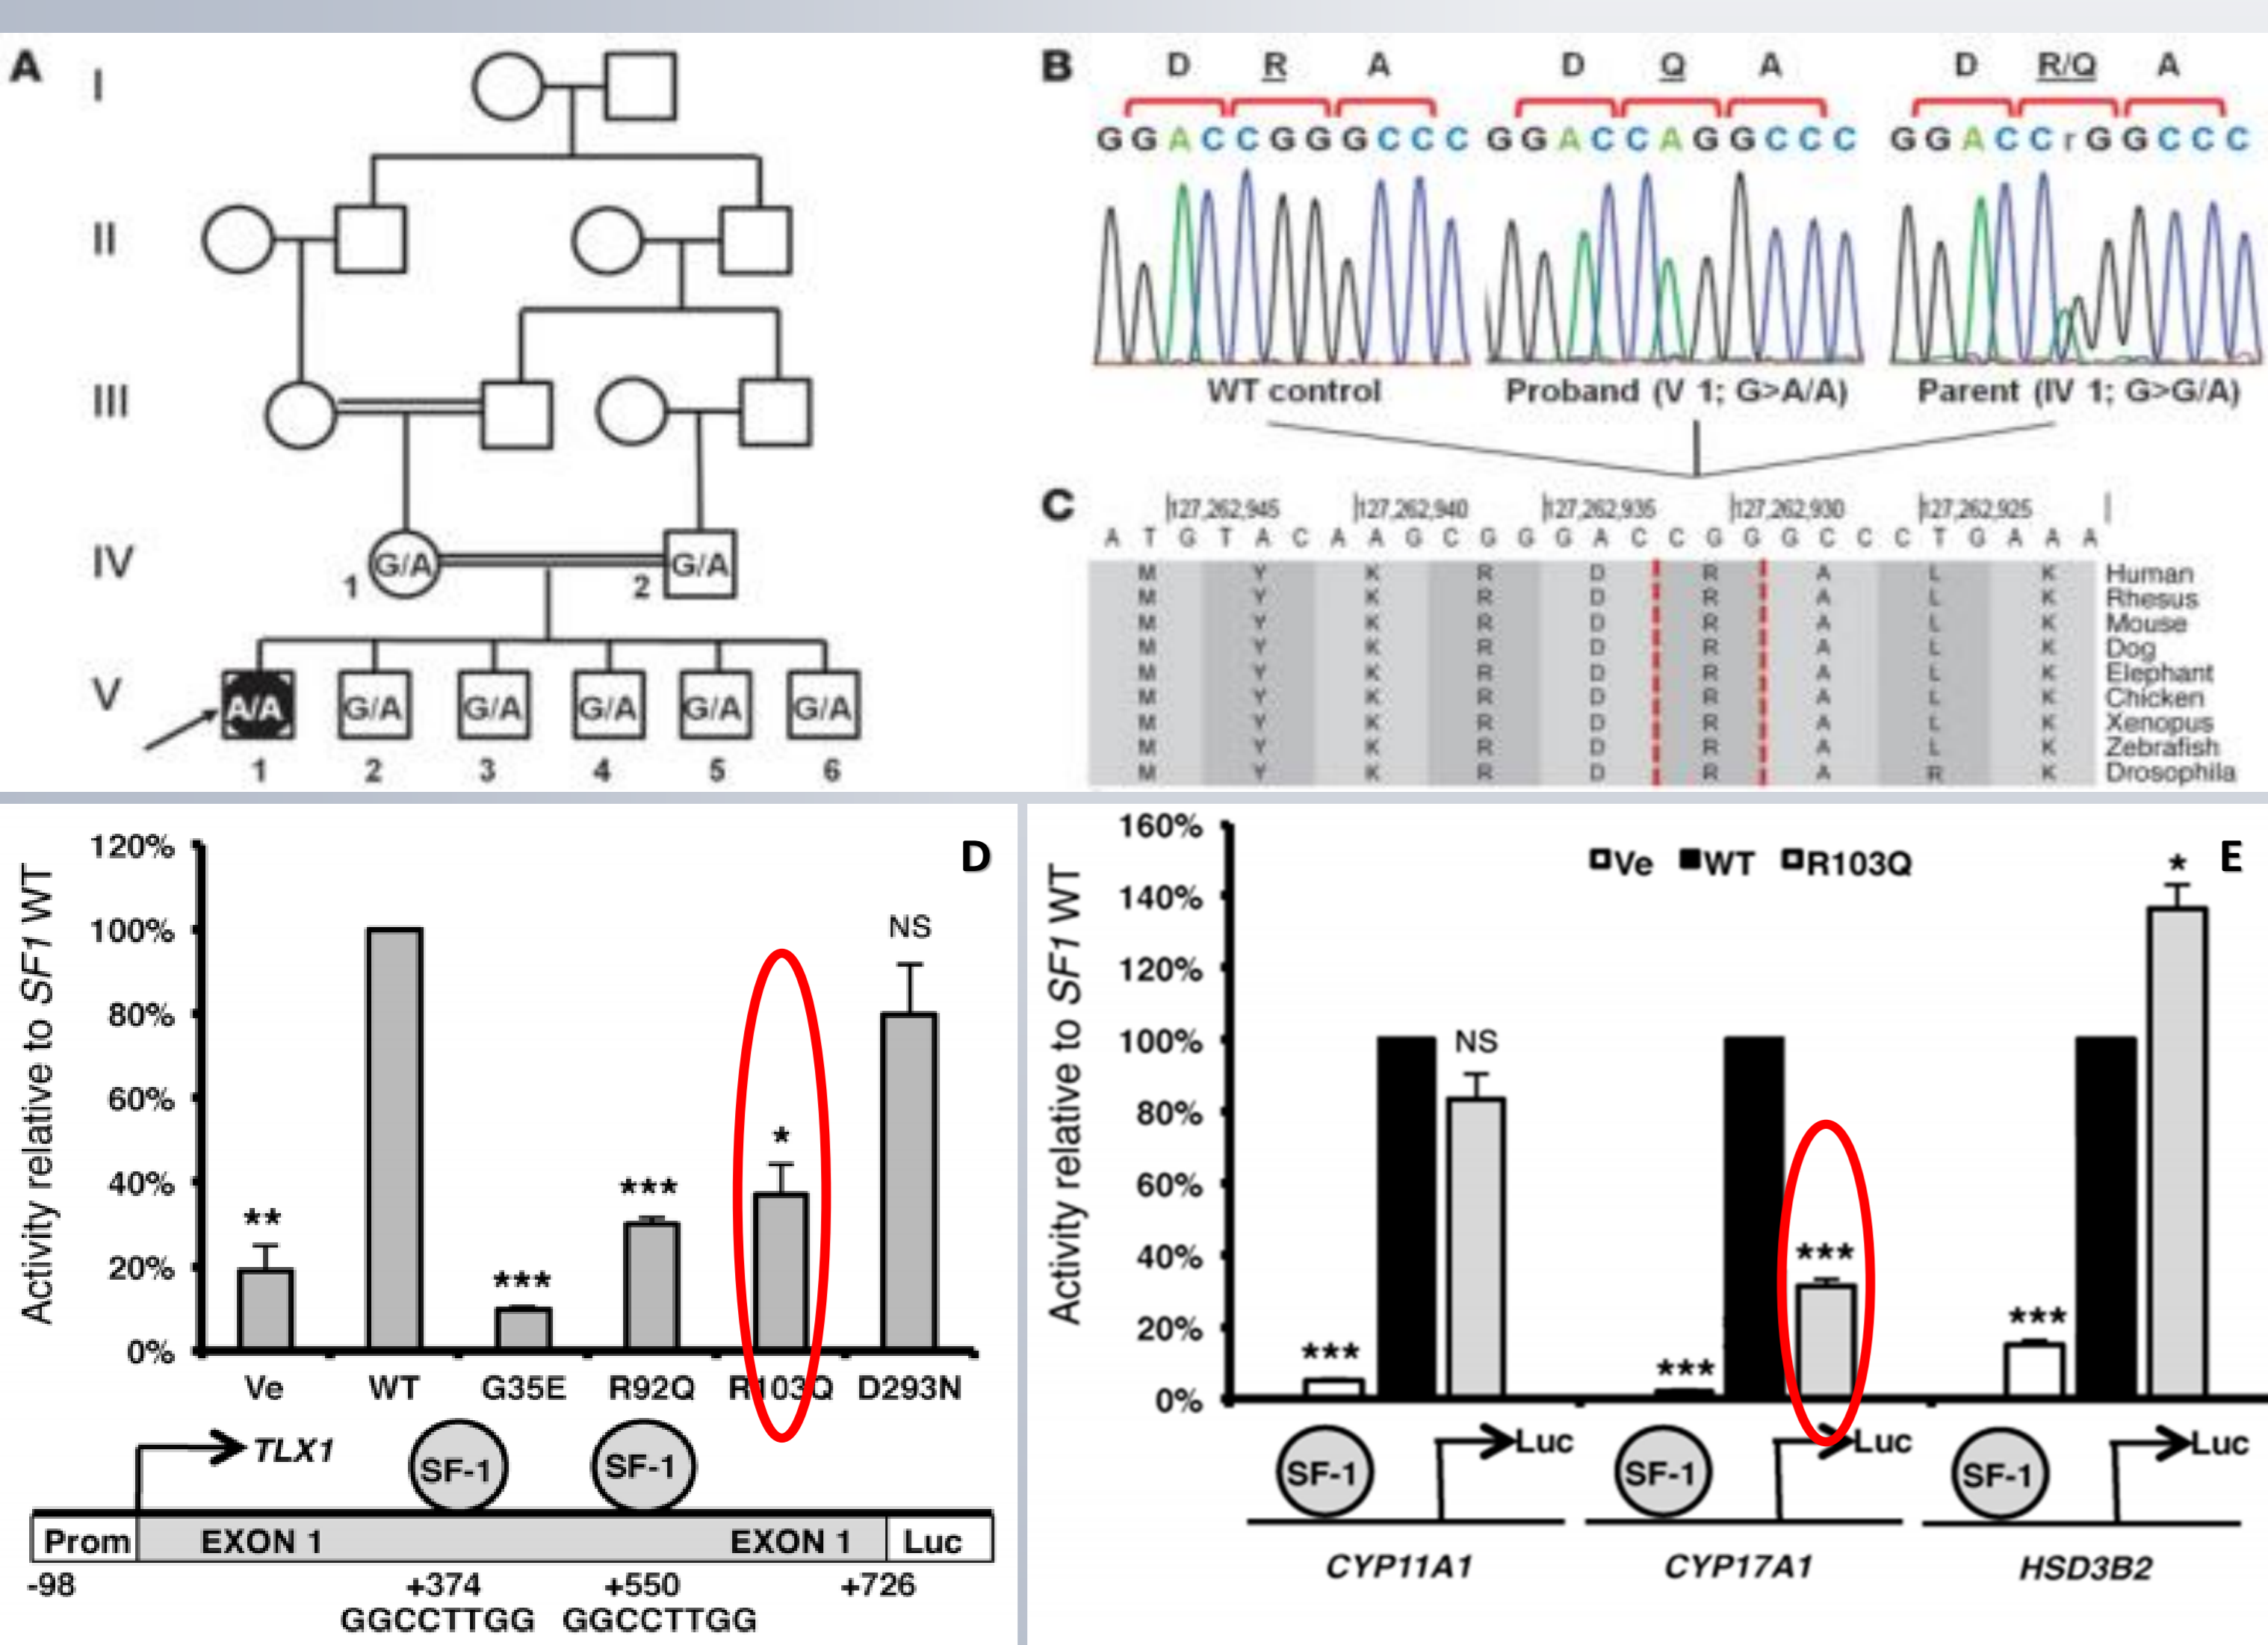 A
I
II
III
IV
G/A G/A
1 2
V
A/A G/A G/A G/A G/A G/A
1 2 3 4 5 6
B
D R A D Q A D R/Q A
GGACCGGGCCC GGACCAGGCCC GGACCrGGCCC
WT control Proband (V 1; G>A/A) Parent (IV 1; G>G/A)
C
|127,262,945 |127,262,940 |127,262,935 |127,262,930 |127,262,925 |
A T G T A C A A G C G G G A C C G G G C C C T G A A A
M Y K R D R A L K Human
M Y K R D R A L K Rhesus
M Y K R D R A L K Mouse
M Y K R D R A L K Dog
M Y K R D R A L K Elephant
M Y K R D R A L K Chicken
M Y K R D R A L K Xenopus
M Y K R D R A L K Zebrafish
M Y K R D R A R K Drosophila
D
Activity relative to SF1 WT
120%
100%
80%
60%
40%
20%
0%
** *** *** * NS
Ve WT G35E R92Q R103Q D293N
TLX1
SF-1 SF-1
Prom EXON 1 EXON 1 Luc
-98 +374 +550 +726
GGCCTTGG GGCCTTGG
E
Activity relative to SF1 WT
160%
140%
120%
100%
80%
60%
40%
20%
0%
Ve WT R103Q
*** NS *** *** *** *
SF-1 Luc SF-1 Luc SF-1 Luc
CYP11A1 CYP17A1 HSD3B2